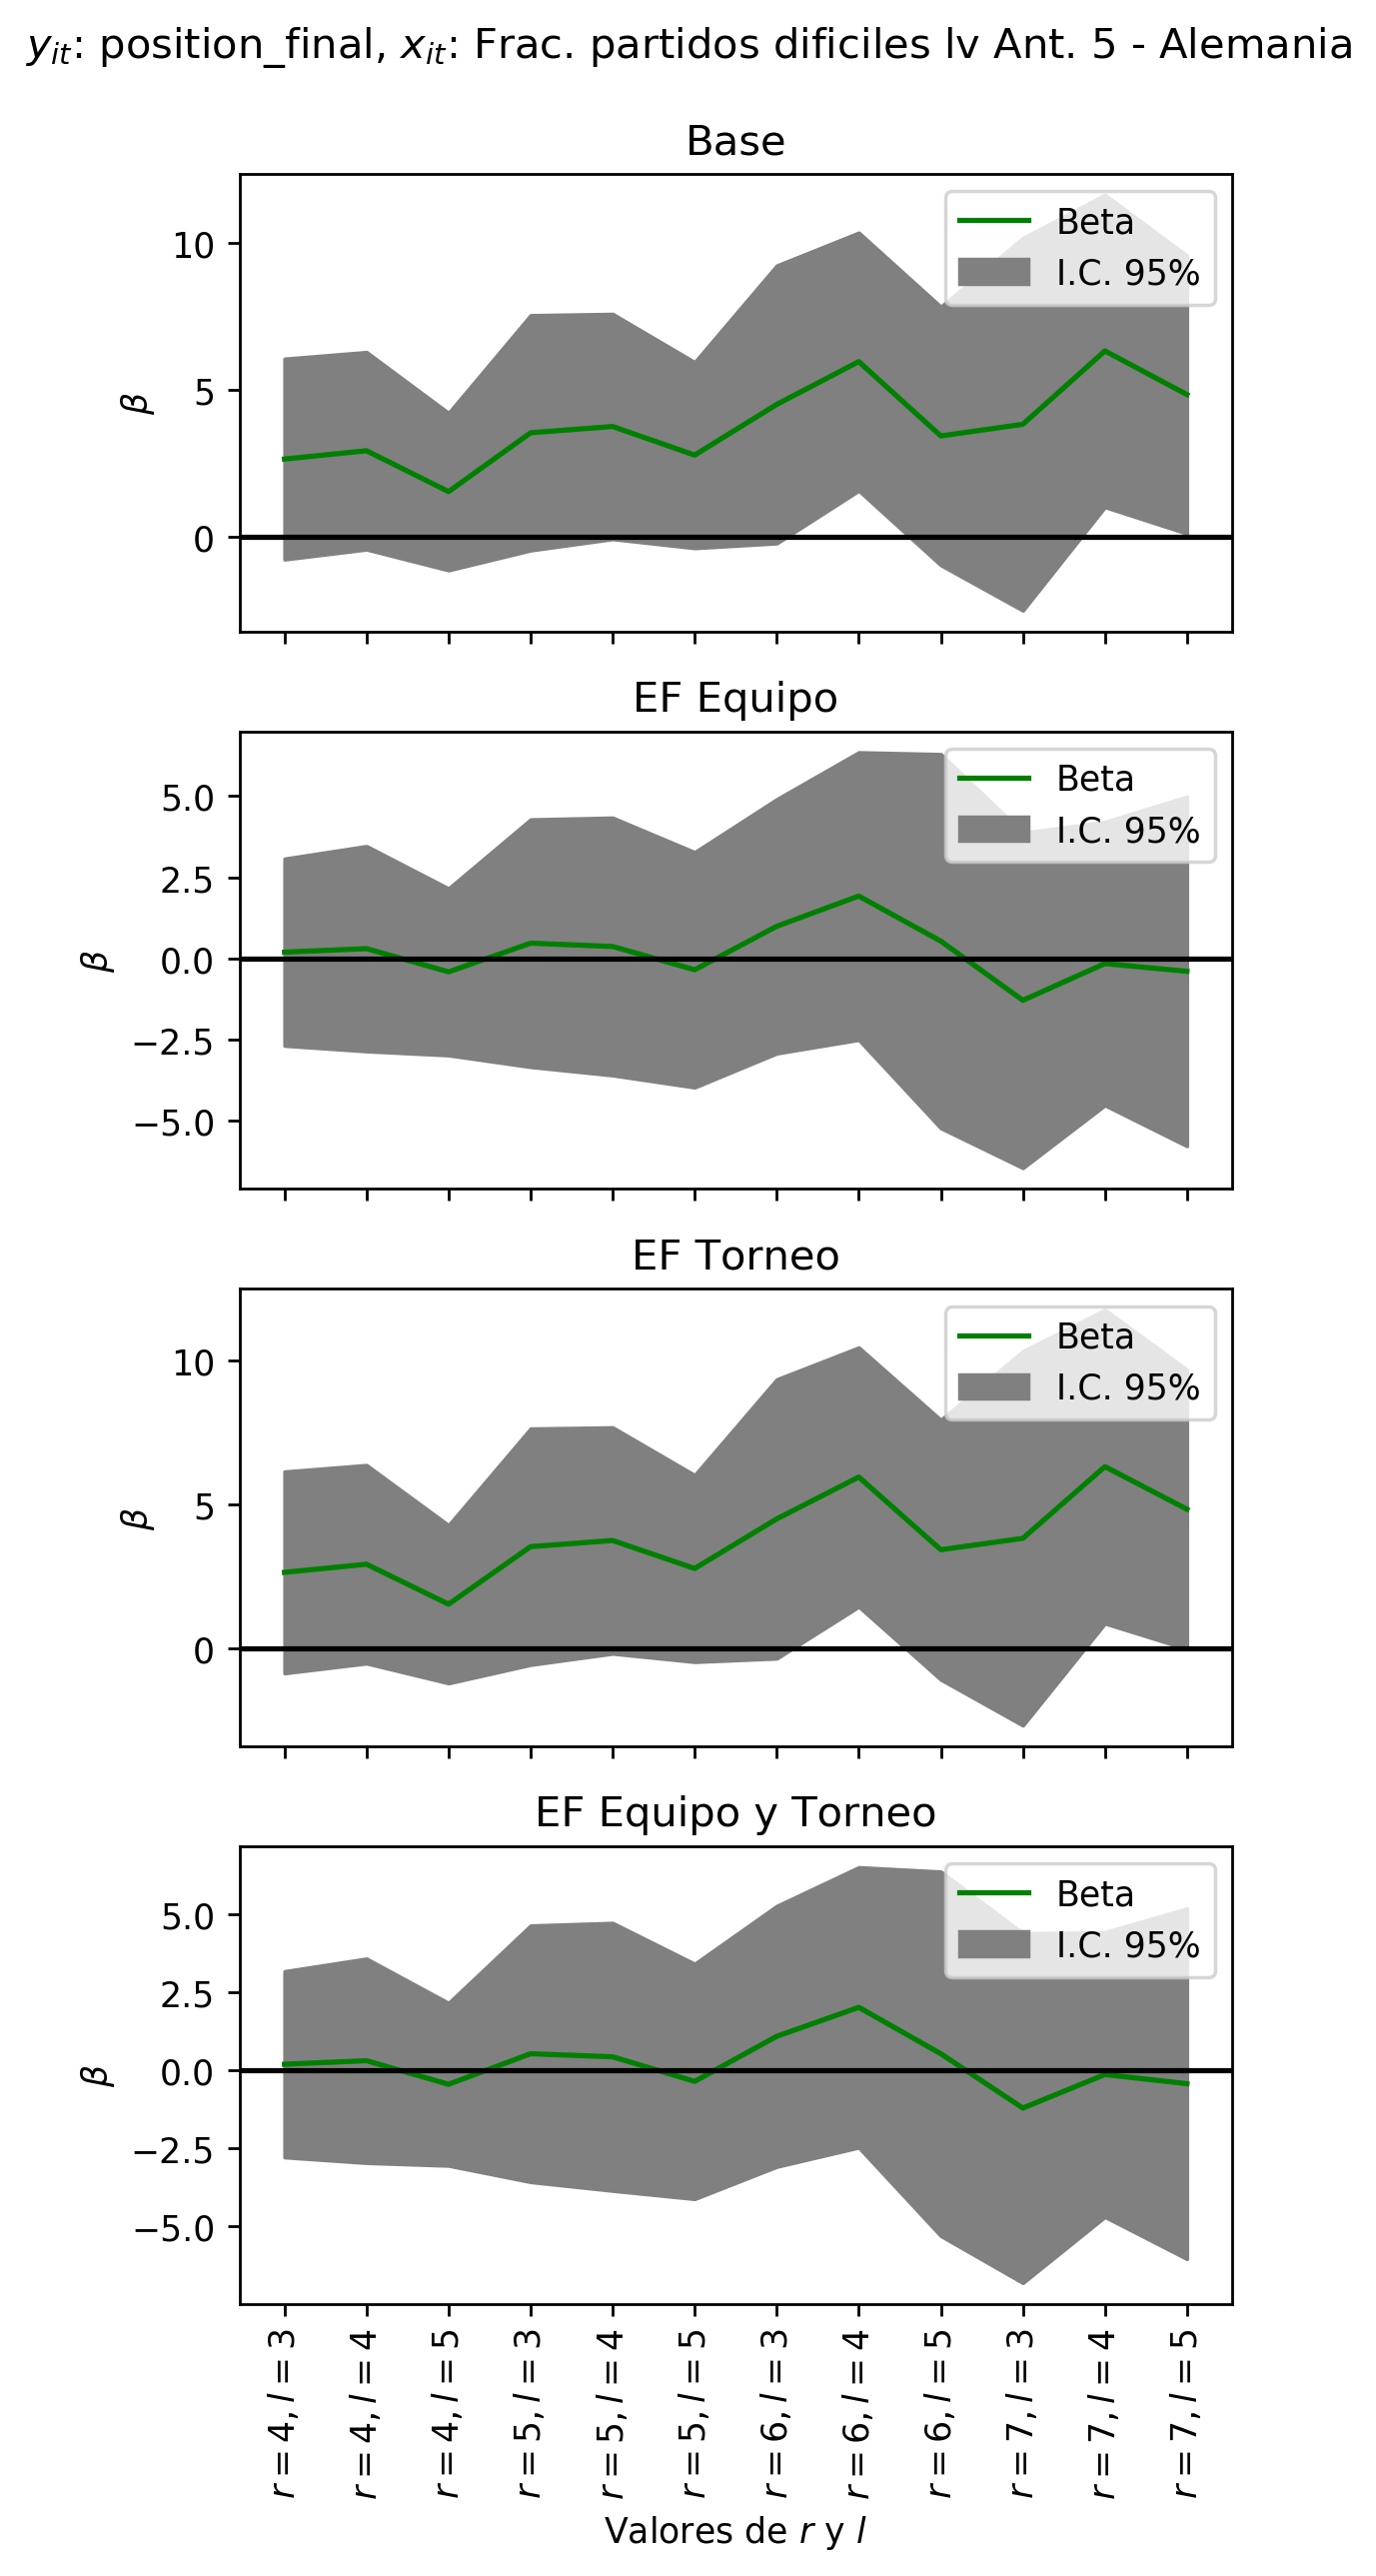 y_it: position_final, x_it: Frac. partidos dificiles lv Ant. 5 - Alemania
Base
Beta
I.C. 95%
10
5
0
β
EF Equipo
Beta
I.C. 95%
5.0
2.5
0.0
−2.5
−5.0
β
EF Torneo
Beta
I.C. 95%
10
5
0
β
EF Equipo y Torneo
Beta
I.C. 95%
5.0
2.5
0.0
−2.5
−5.0
β
r = 4, l = 3
r = 4, l = 4
r = 4, l = 5
r = 5, l = 3
r = 5, l = 4
r = 5, l = 5
r = 6, l = 3
r = 6, l = 4
r = 6, l = 5
r = 7, l = 3
r = 7, l = 4
r = 7, l = 5
Valores de r y l